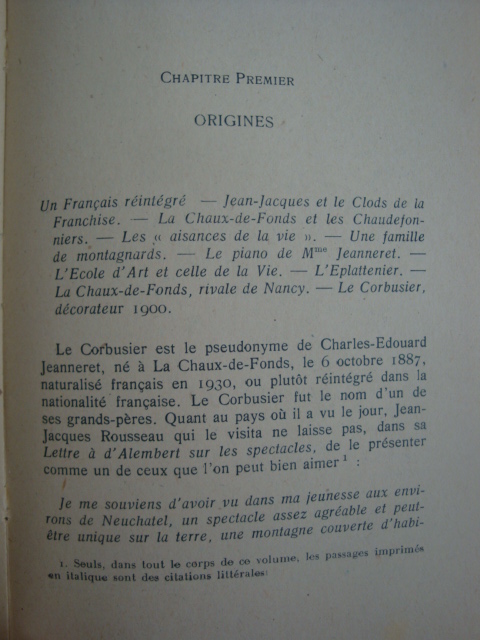 CHAPITRE PREMIER
ORIGINES
Un Français réintégré — Jean-Jacques et le Clods de la
Franchise. — La Chaux-de-Fonds et les Chaudefon-
niers. — Les « aisances de la vie ». — Une famille
de montagnards. — Le piano de Mme Jeanneret. —
L'Ecole d'Art et celle de la Vie. — L'Eplattenier. —
La Chaux-de-Fonds, rivale de Nancy. — Le Corbusier,
décorateur 1900.
Le Corbusier est le pseudonyme de Charles-Edouard
Jeanneret, né à La Chaux-de-Fonds, le 6 octobre 1887,
naturalisé français en 1930, ou plutôt réintégré dans la
nationalité française. Le Corbusier fut le nom d'un de
ses grands-pères. Quant au pays où il a vu le jour, Jean-
Jacques Rousseau qui le visita ne laisse pas, dans sa
Lettre à d'Alembert sur les spectacles, de le présenter
comme un de ceux que l'on peut bien aimer 1 :
Je me souviens d'avoir vu dans ma jeunesse aux envi-
rons de Neuchatel, un spectacle assez agréable et peut-
être unique sur la terre, une montagne couverte d'habi-
1. Seuls, dans tout le corps de ce volume, les passages imprimés
en italique sont des citations littérales.